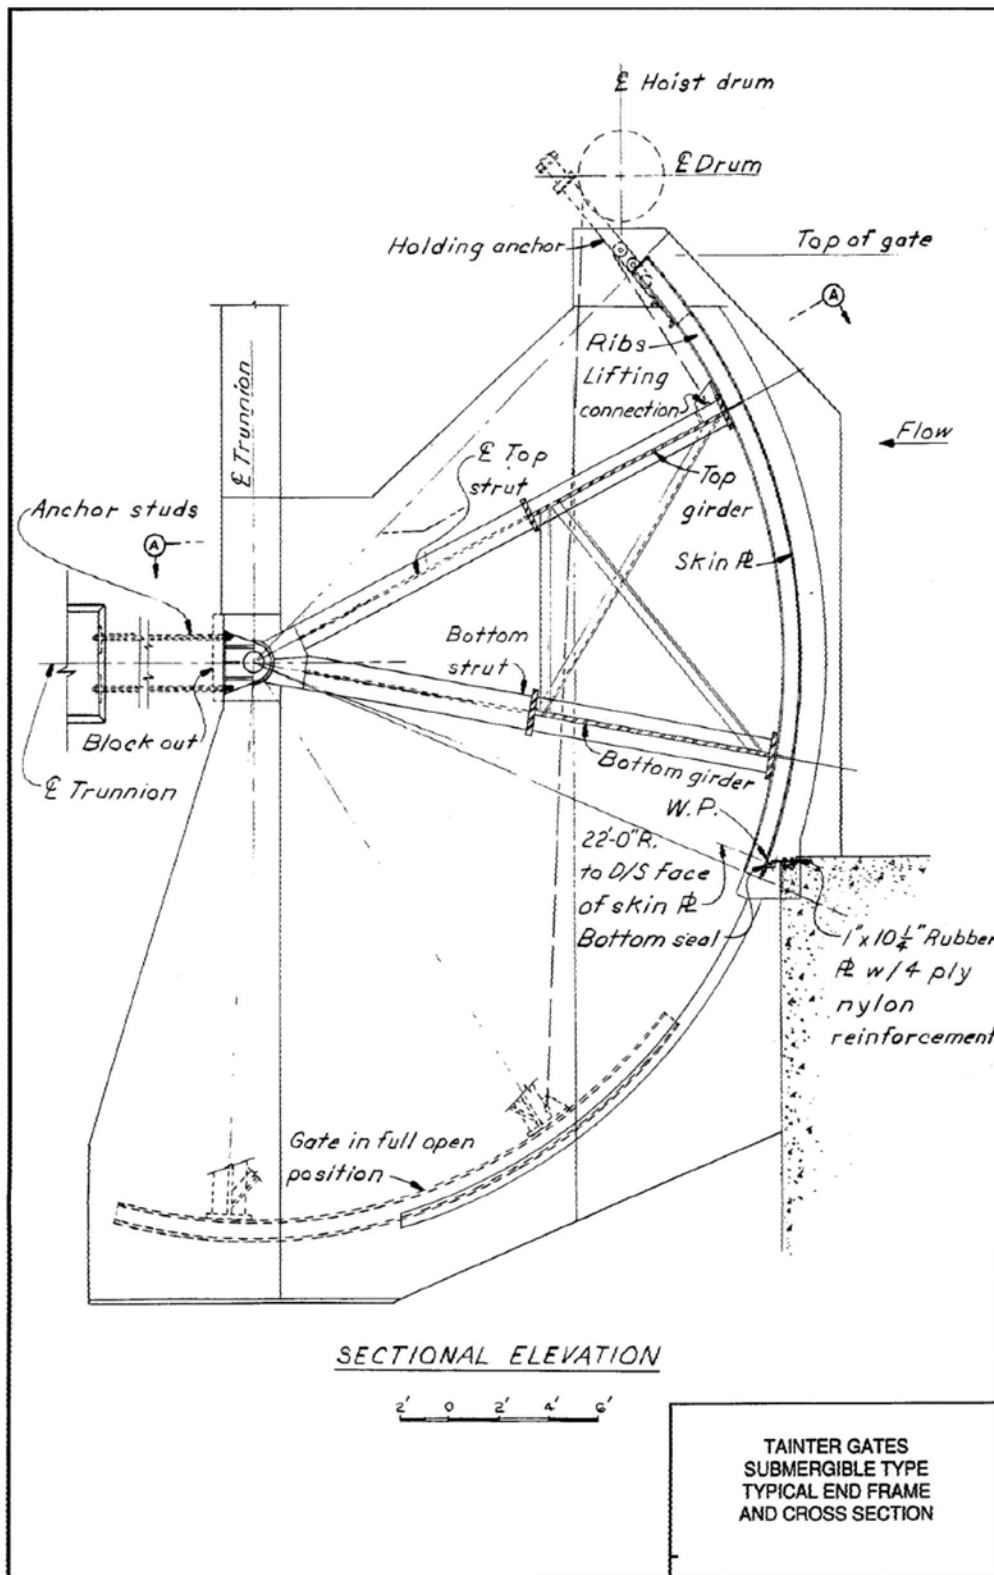 ℄ Hoist drum
℄ Drum
Holding anchor
Top of gate
A
Ribs
Lifting
connection
℄ Trunnion
Flow
℄ Top
strut
Top
girder
Anchor studs
A
Skin ⅊
Bottom
strut
Block out
℄ Trunnion
Bottom girder
W.P.
22'-0"R.
to D/S face
of skin ⅊
Bottom seal
1"x10¼" Rubber
⅊ w/4 ply
nylon
reinforcement
Gate in full open
position
SECTIONAL ELEVATION
2' 0 2' 4' 6'
TAINTER GATES
SUBMERGIBLE TYPE
TYPICAL END FRAME
AND CROSS SECTION